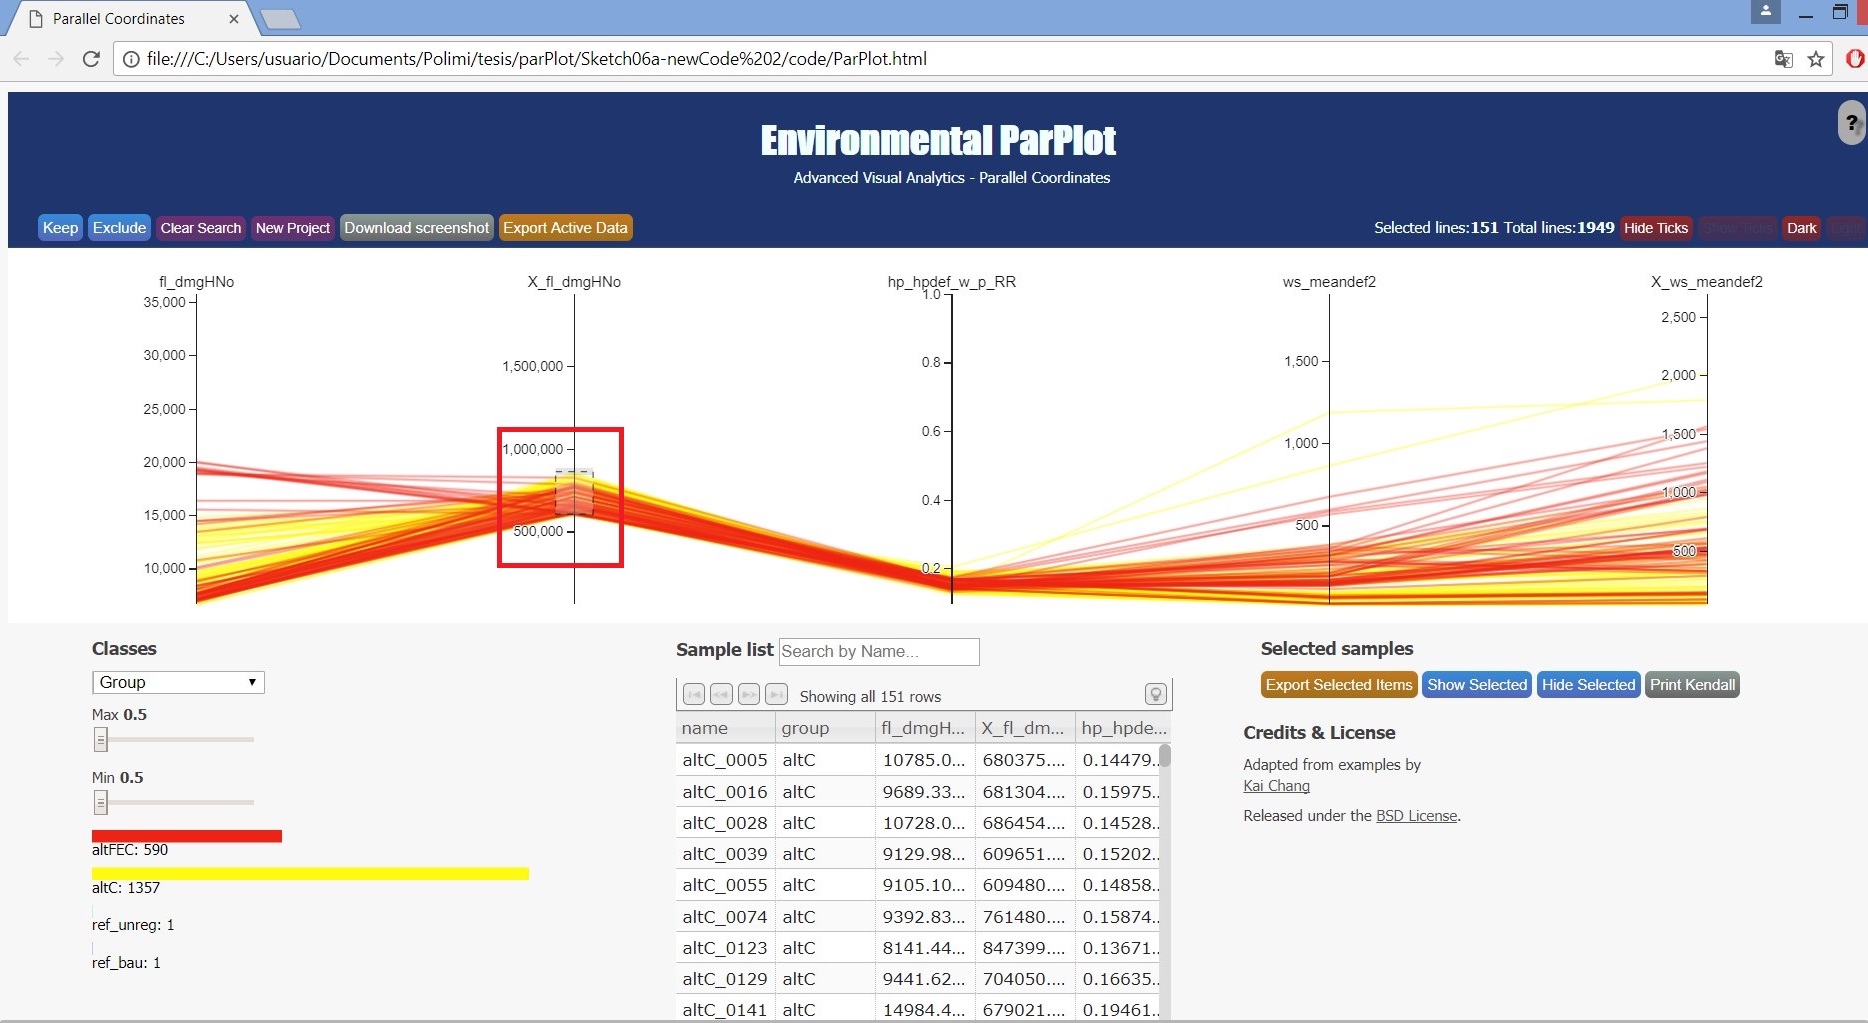 Parallel Coordinates
file:///C:/Users/usuario/Documents/Polimi/tesis/parPlot/Sketch06a-newCode%202/code/ParPlot.html
Environmental ParPlot
?
Advanced Visual Analytics - Parallel Coordinates
Keep Exclude Clear Search New Project Download screenshot Export Active Data Selected lines:151 Total lines:1949 Hide Ticks Show Ticks Dark Light
fl_dmgHNo X_fl_dmgHNo hp_hpdef_w_p_RR ws_meandef2 X_ws_meandef2
35,000
30,000
25,000
20,000
15,000
10,000
1,500,000
1,000,000
500,000
1.0
0.8
0.6
0.4
0.2
1,500
1,000
500
2,500
2,000
1,500
1,000
500
Classes
Group
Max 0.5
Min 0.5
altFEC: 590
altC: 1357
ref_unreg: 1
ref_bau: 1
Sample list Search by Name...
Showing all 151 rows
name group fl_dmgH... X_fl_dm... hp_hpde...
altC_0005 altC 10785.0... 680375.... 0.14479..
altC_0016 altC 9689.33... 681304.... 0.15975..
altC_0028 altC 10728.0... 686454.... 0.14528..
altC_0039 altC 9129.98... 609651.... 0.15202..
altC_0055 altC 9105.10... 609480.... 0.14858..
altC_0074 altC 9392.83... 761480.... 0.15874..
altC_0123 altC 8141.44... 847399.... 0.13671..
altC_0129 altC 9441.62... 704050.... 0.16635..
altC_0141 altC 14984.4... 679021.... 0.19461..
Selected samples
Export Selected Items Show Selected Hide Selected Print Kendall
Credits & License
Adapted from examples by
Kai Chang
Released under the BSD License.